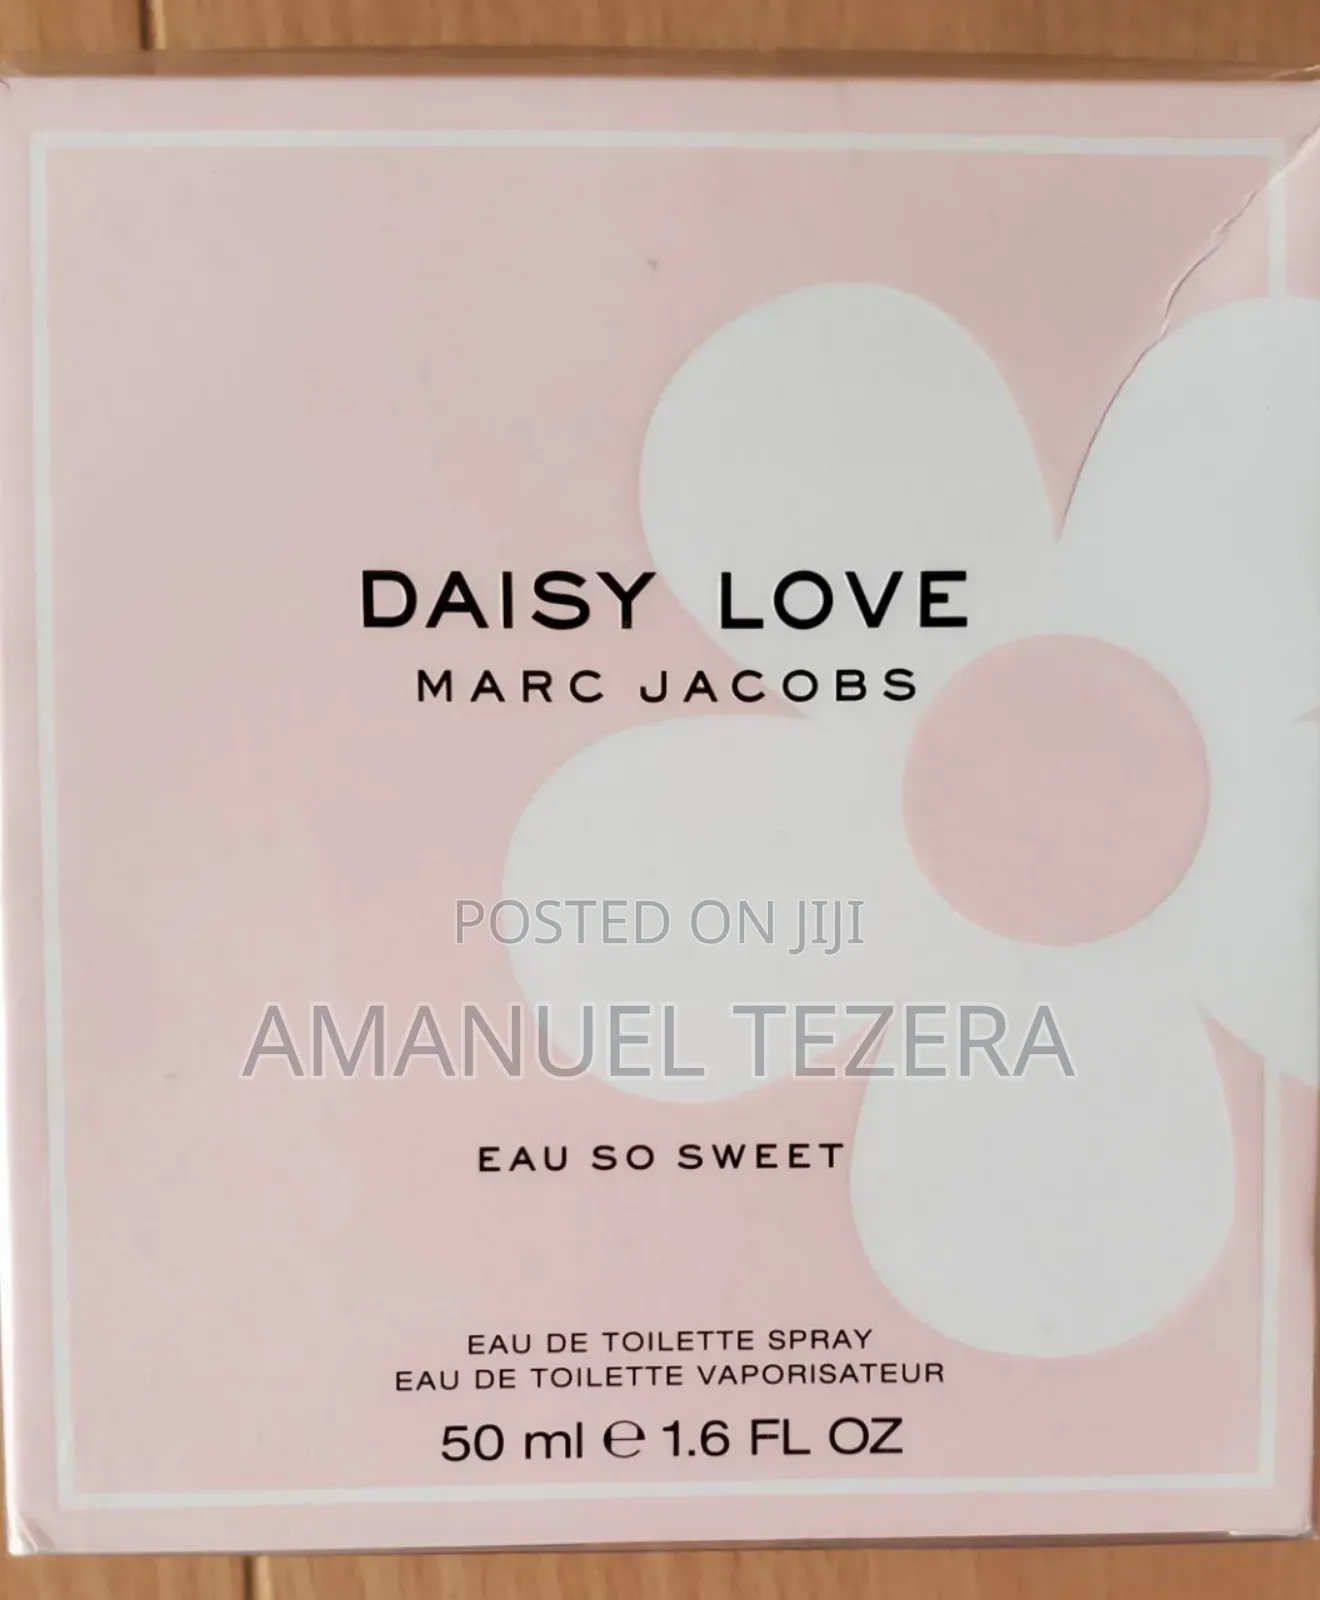 DAISY LOVE
MARC JACOBS
POSTED ON JIJI
AMANUEL TEZERA
EAU SO SWEET
EAU DE TOILETTE SPRAY
EAU DE TOILETTE VAPORISATEUR
50 ml ℮ 1.6 FL OZ